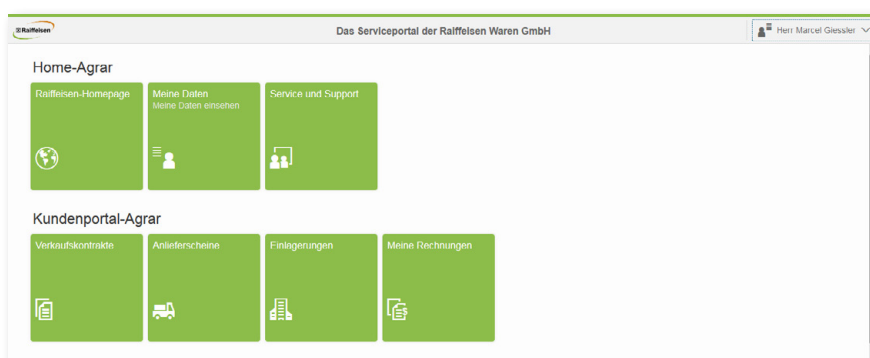 Raiffeisen
Das Serviceportal der Raiffeisen Waren GmbH
Herr Marcel Giessler
Home-Agrar
Raiffeisen-Homepage
Meine Daten
Meine Daten einsehen
Service und Support
Kundenportal-Agrar
Verkaufskontrakte
Anlieferscheine
Einlagerungen
Meine Rechnungen